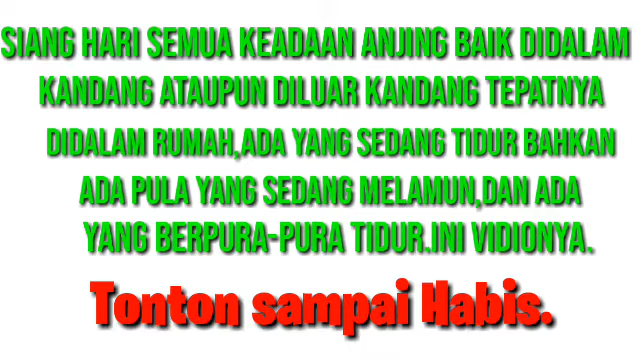 SIANG HARI SEMUA KEADAAN ANJING BAIK DIDALAM
KANDANG ATAUPUN DILUAR KANDANG TEPATNYA
DIDALAM RUMAH,ADA YANG SEDANG TIDUR BAHKAN
ADA PULA YANG SEDANG MELAMUN,DAN ADA
YANG BERPURA-PURA TIDUR.INI VIDIONYA.
Tonton sampai Habis.